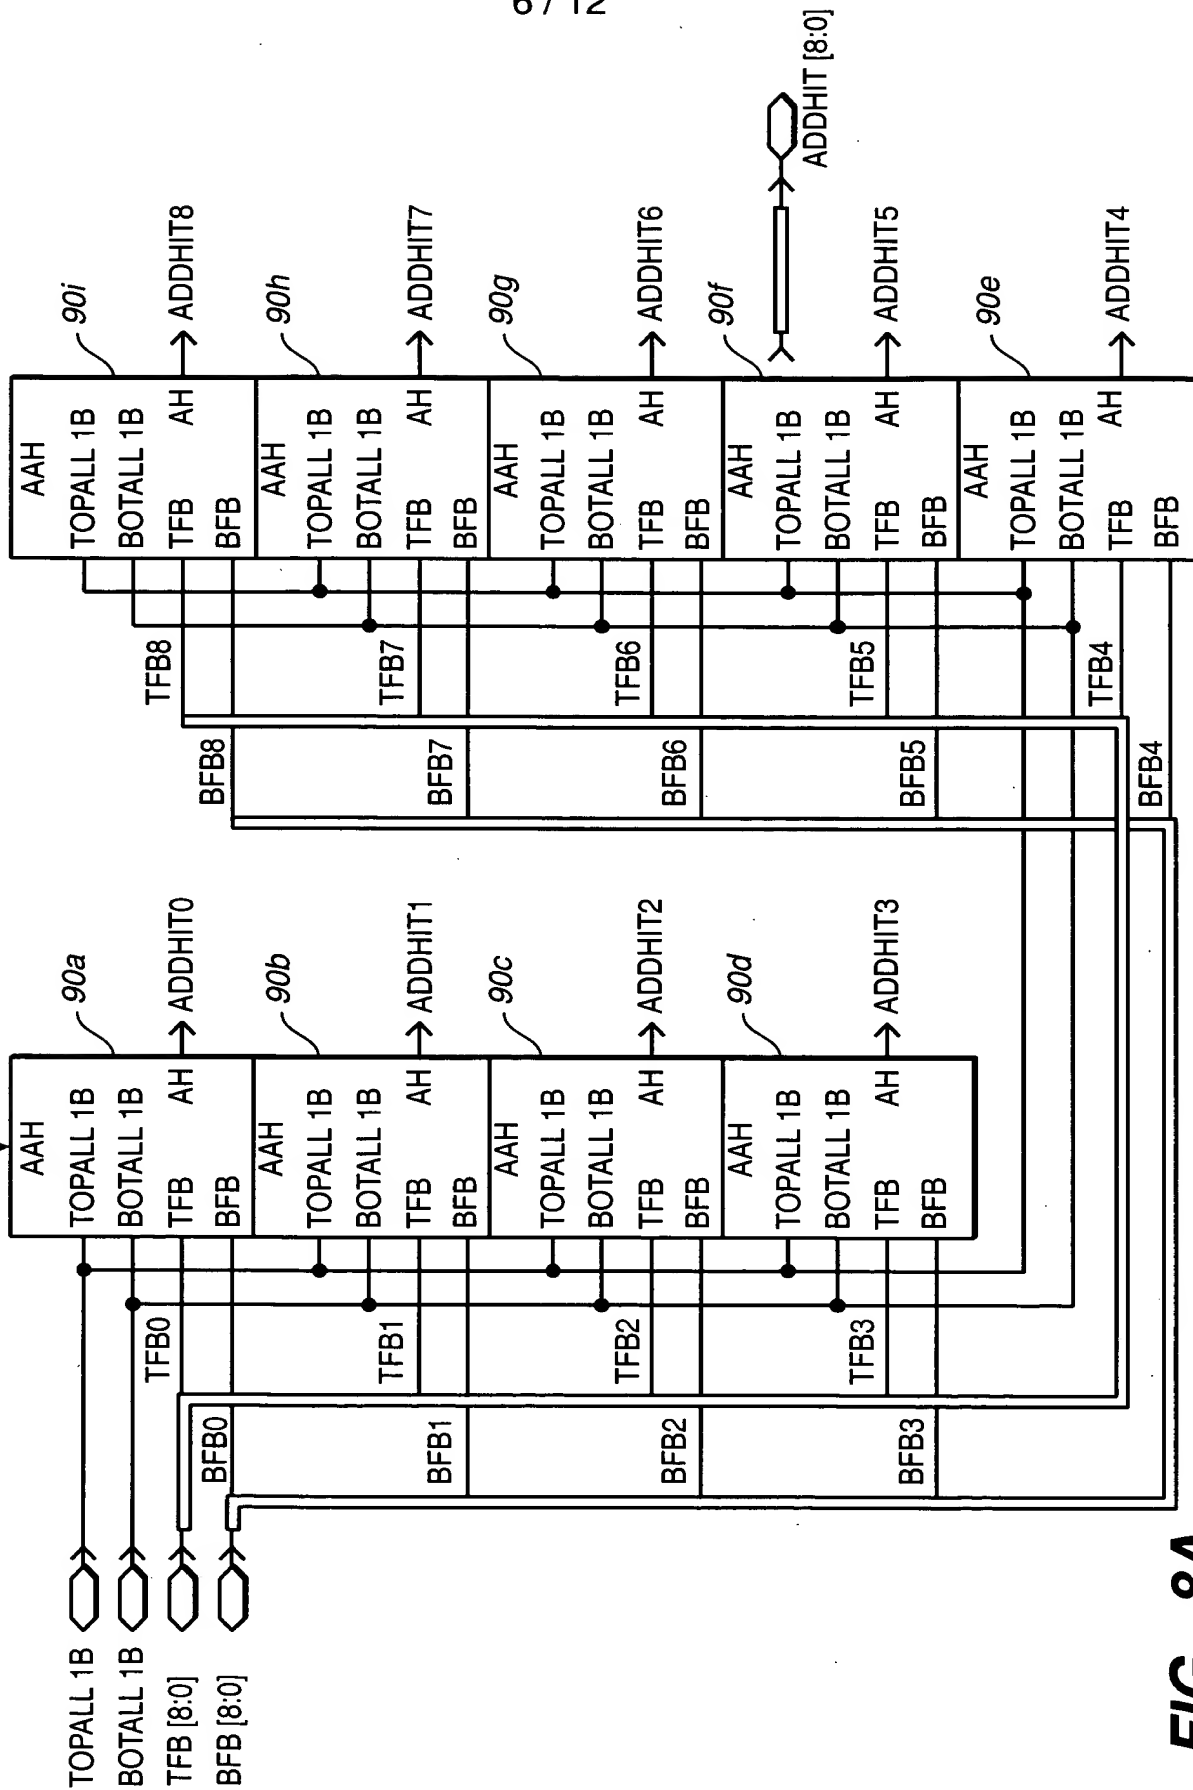 6 / 12
TOPALL 1B
BOTALL 1B
TFB [8:0]
BFB [8:0]
90a
AAH
TOPALL 1B
BOTALL 1B
TFB
AH
BFB
ADDHIT0
TFB0
BFB0
90b
AAH
TOPALL 1B
BOTALL 1B
TFB
AH
BFB
ADDHIT1
TFB1
BFB1
90c
AAH
TOPALL 1B
BOTALL 1B
TFB
AH
BFB
ADDHIT2
TFB2
BFB2
90d
AAH
TOPALL 1B
BOTALL 1B
TFB
AH
BFB
ADDHIT3
TFB3
BFB3
90i
AAH
TOPALL 1B
BOTALL 1B
TFB
AH
BFB
ADDHIT8
TFB8
BFB8
90h
AAH
TOPALL 1B
BOTALL 1B
TFB
AH
BFB
ADDHIT7
TFB7
BFB7
90g
AAH
TOPALL 1B
BOTALL 1B
TFB
AH
BFB
ADDHIT6
TFB6
BFB6
90f
AAH
TOPALL 1B
BOTALL 1B
TFB
AH
BFB
ADDHIT5
TFB5
BFB5
90e
AAH
TOPALL 1B
BOTALL 1B
TFB
AH
BFB
ADDHIT4
TFB4
BFB4
ADDHIT [8:0]
FIG._8A